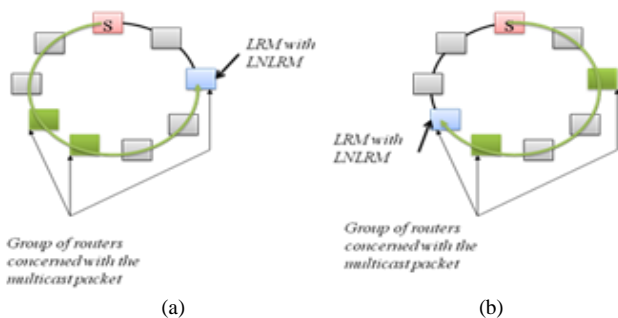 S
LRM with
LNLRM
Group of routers
concerned with the
multicast packet
(a)
S
LRM with
LNLRM
Group of routers
concerned with the
multicast packet
(b)